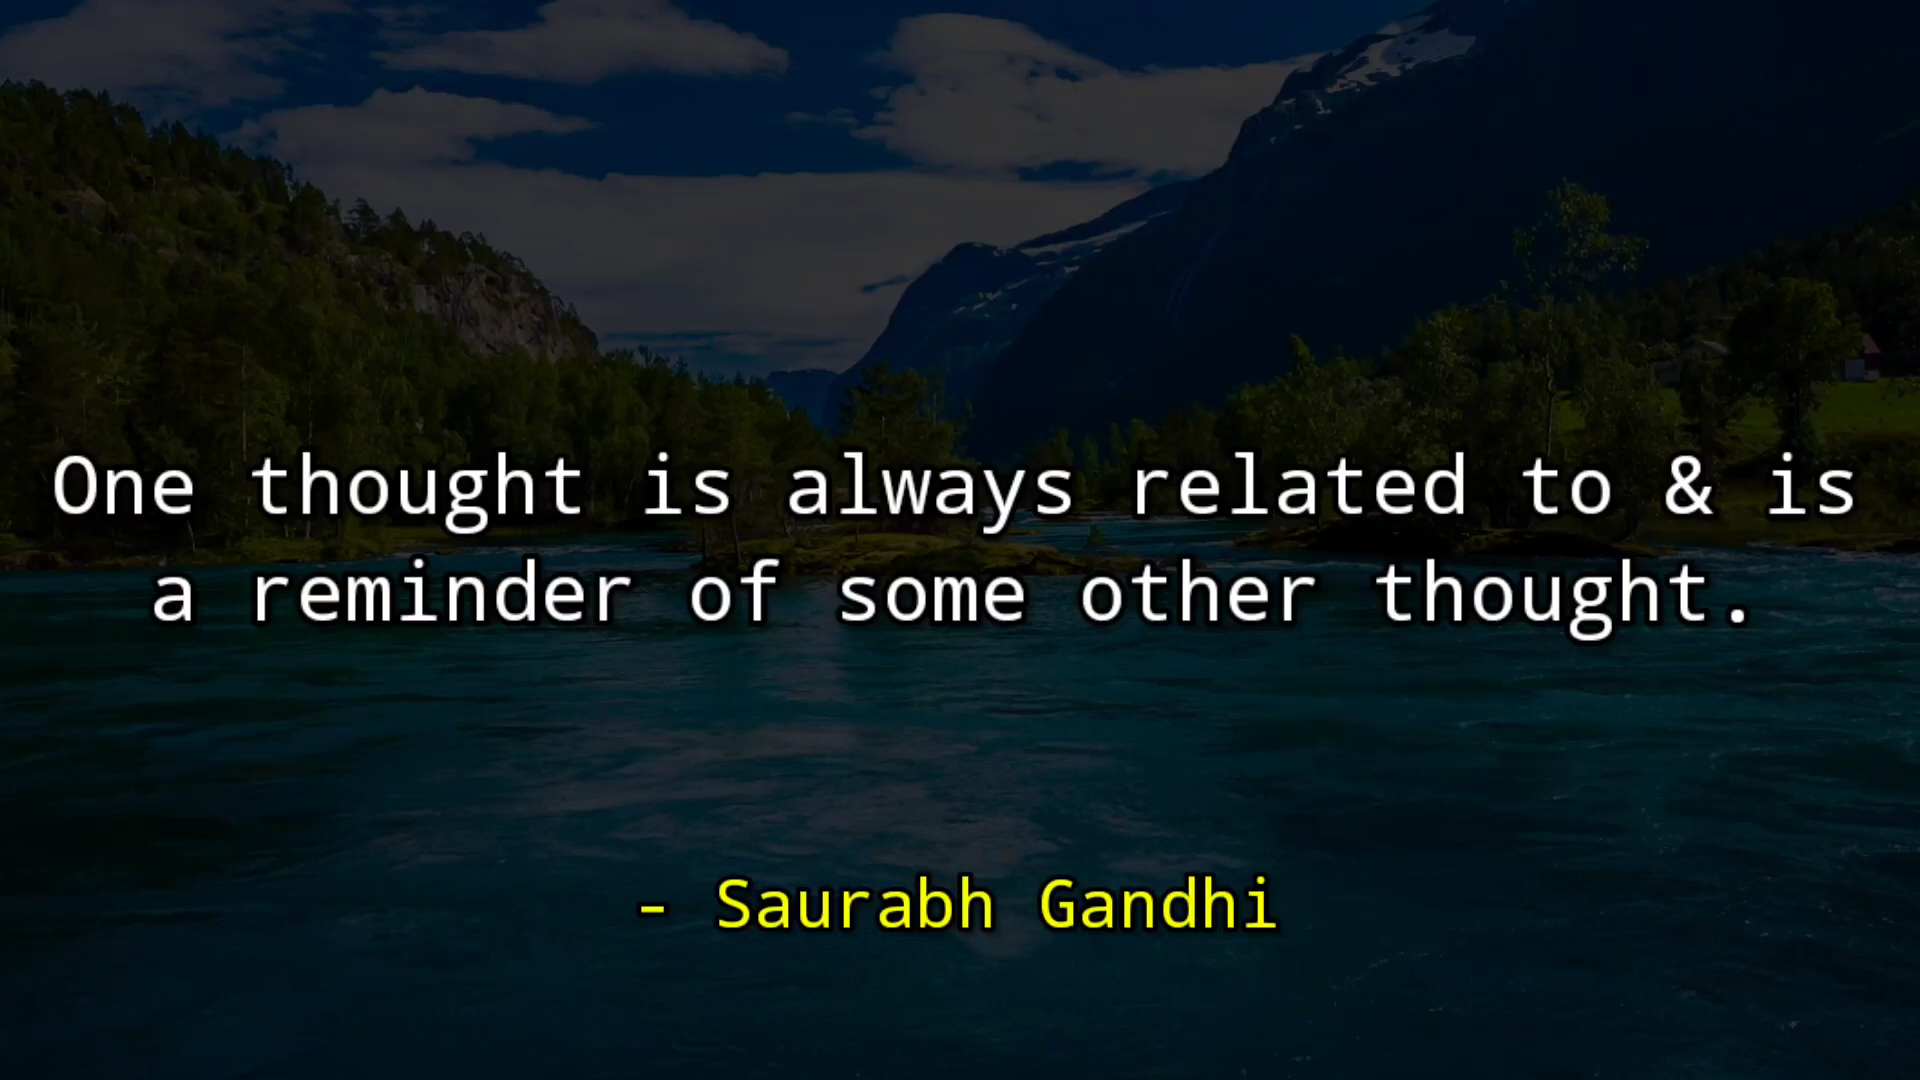 One thought is always related to & is
a reminder of some other thought.
- Saurabh Gandhi